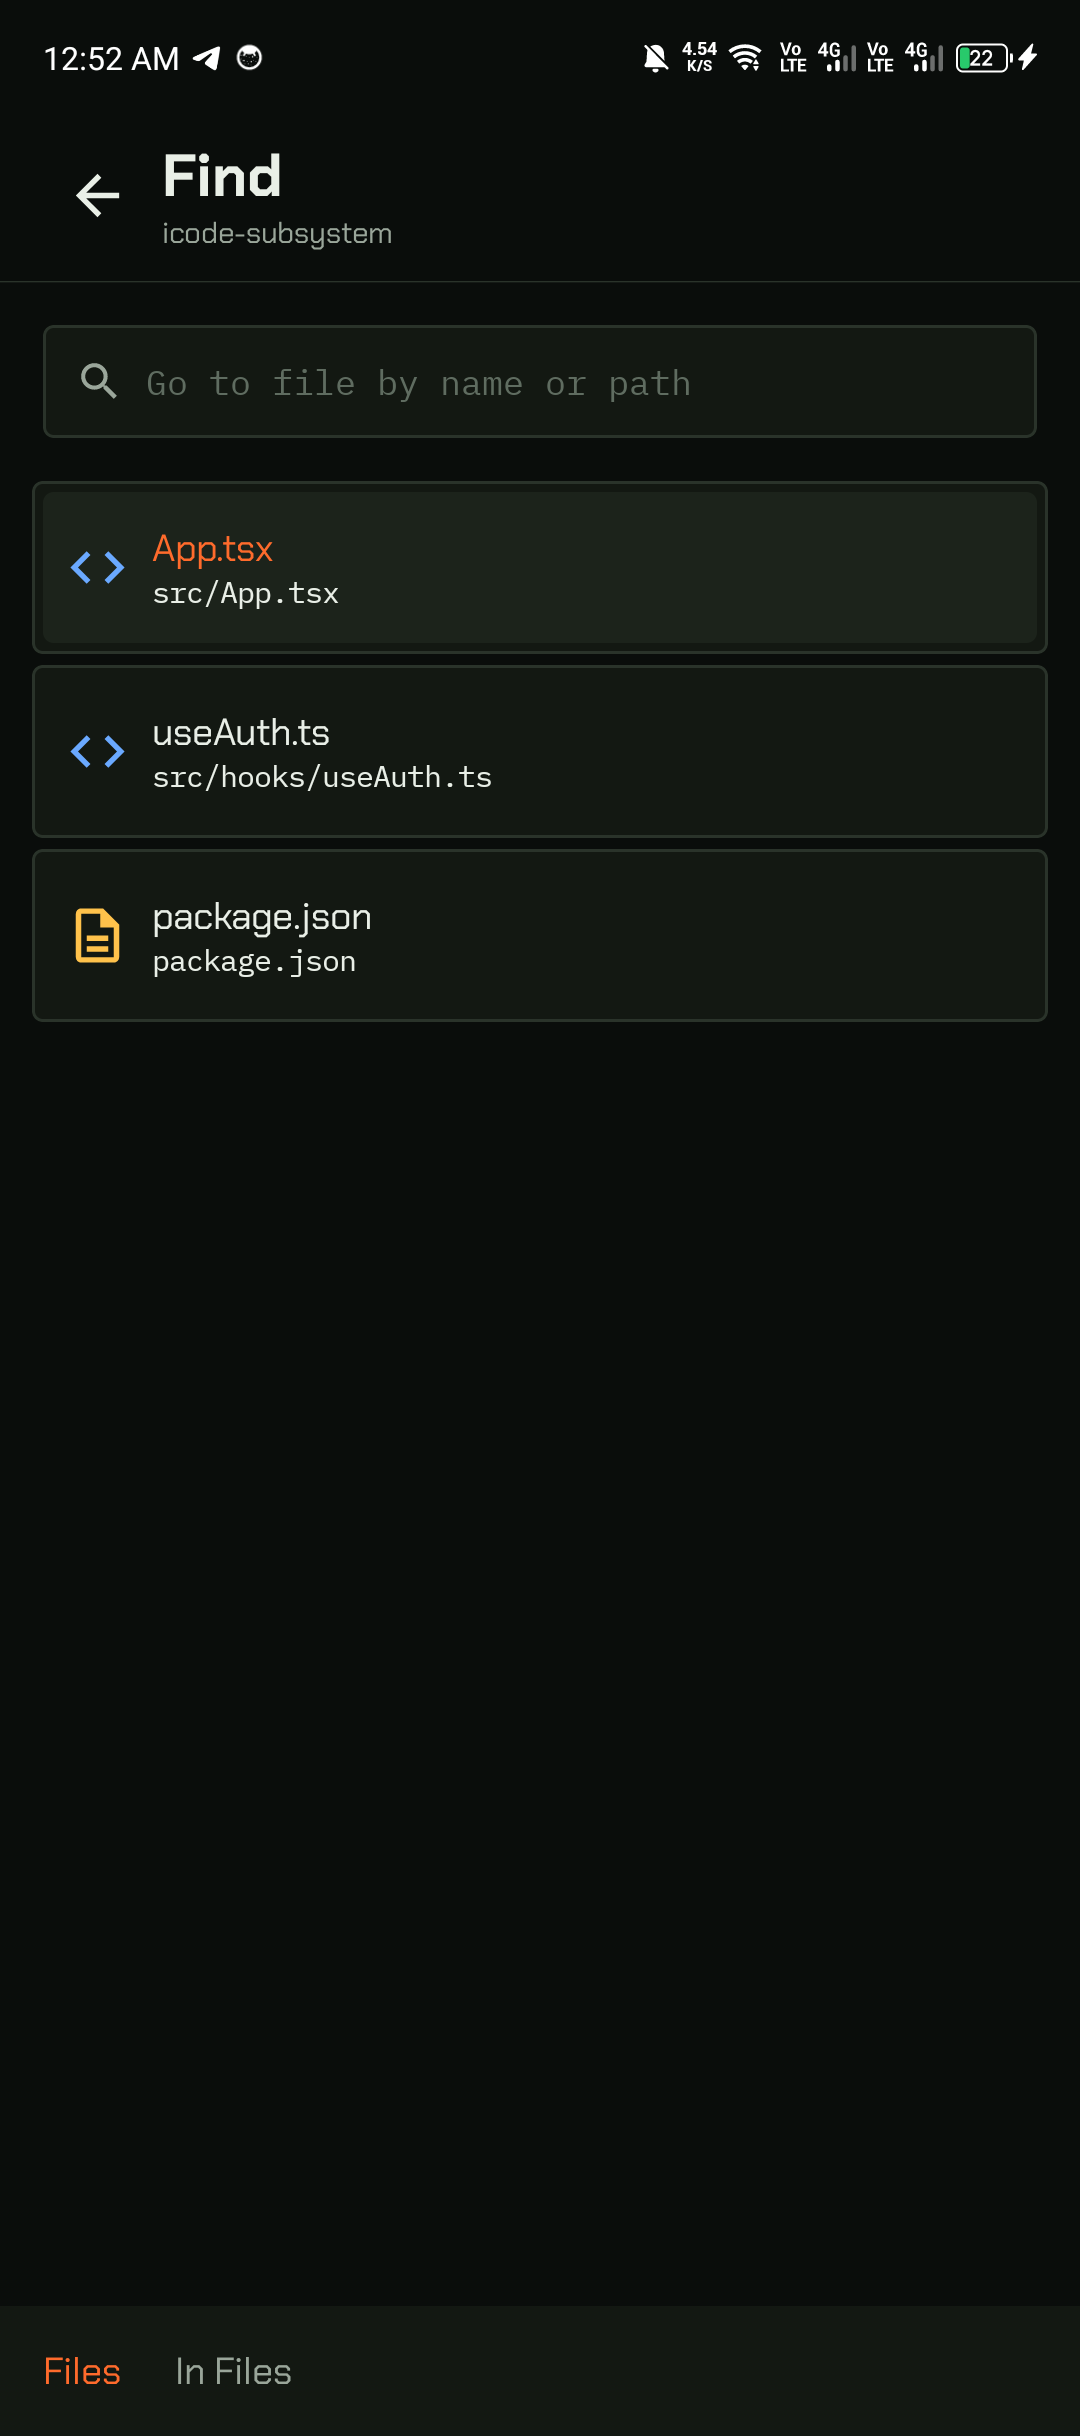 12:52 AM
4.54 K/S
Vo LTE 4G
Vo LTE 4G
22
Find
icode-subsystem
Go to file by name or path
App.tsx
src/App.tsx
useAuth.ts
src/hooks/useAuth.ts
package.json
package.json
Files In Files